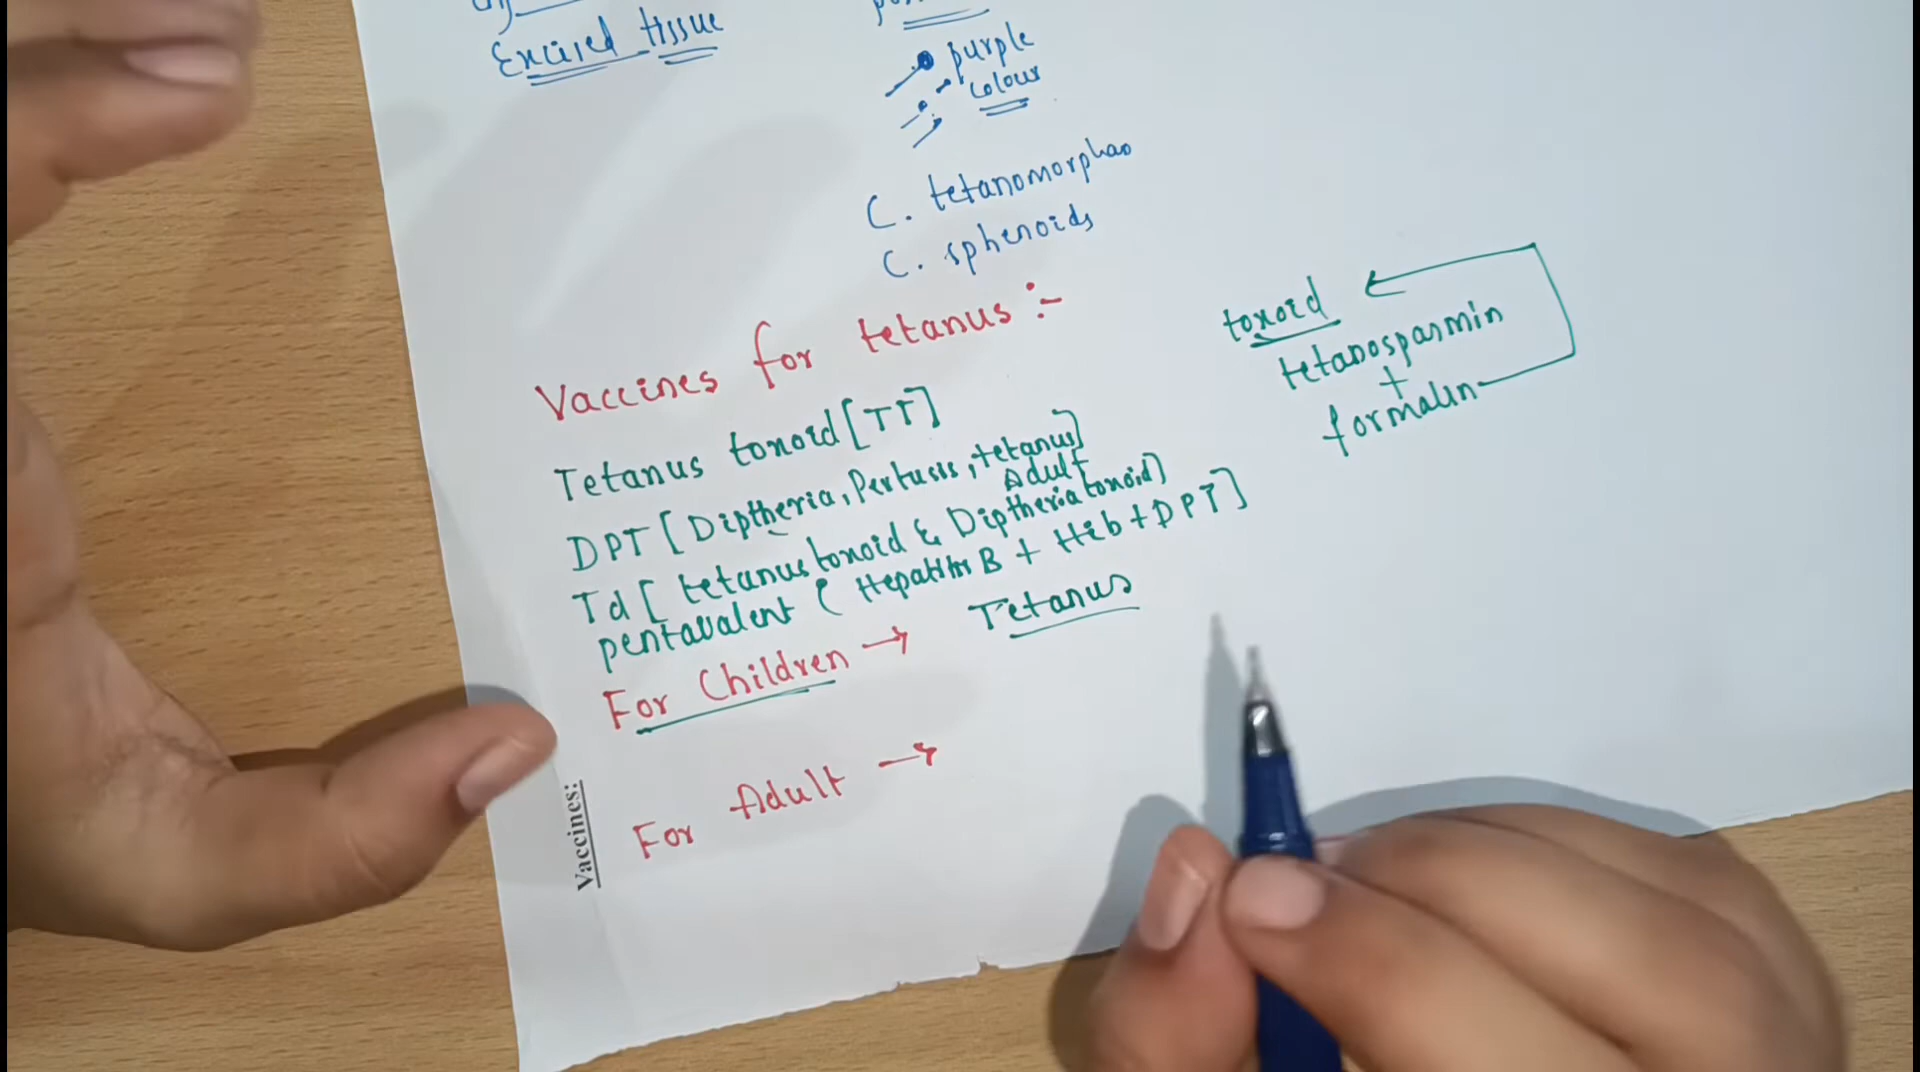 Excised tissue
purple
colour
C. tetanomorphao
C. sphenoids
Vaccines for tetanus :-
Tetanus toxoid [TT]
DPT [Diptheria, Pertusis, tetanus]
Adult
Td [tetanus toxoid & Diptheria toxoid]
pentavalent ( Hepatitis B + Hib + DPT]
Tetanus
For Children →
For Adult →
toxoid ←
tetanospasmin
+
formalin
Vaccines: